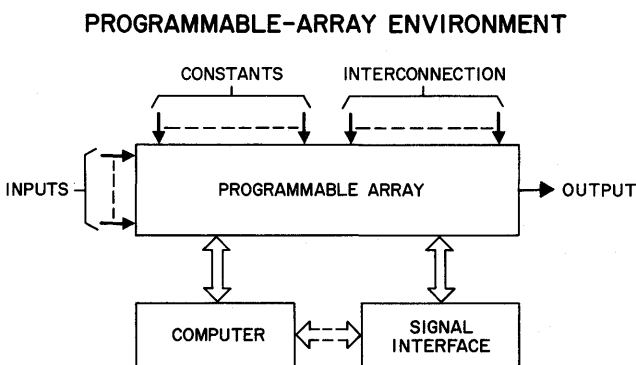 PROGRAMMABLE-ARRAY ENVIRONMENT
CONSTANTS
INTERCONNECTION
INPUTS
PROGRAMMABLE ARRAY
OUTPUT
COMPUTER
SIGNAL
INTERFACE